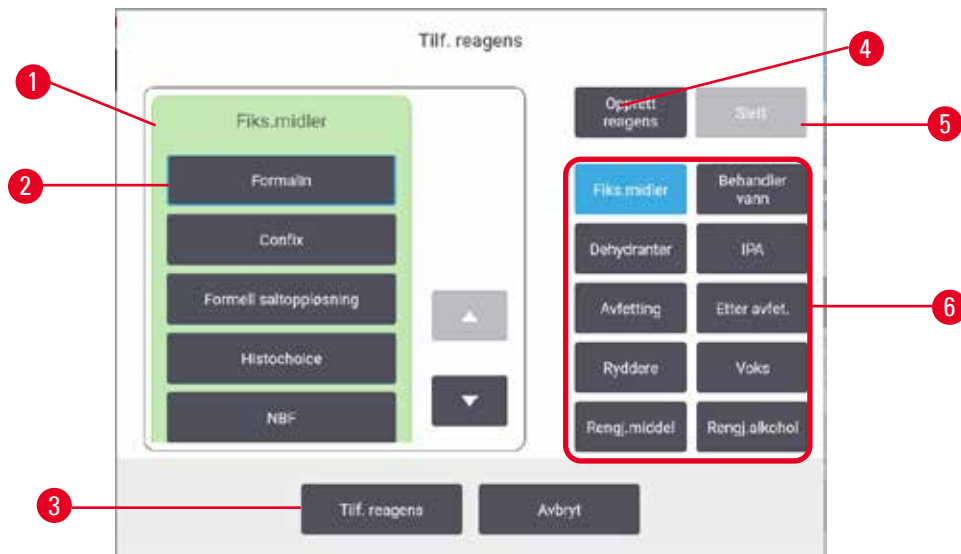 Tilf. reagens
4
1
Fiks.midler
Opprett
reagens
Slett
5
2
Formalin
Confix
Formell saltoppløsning
Histochoice
NBF
Fiks.midler
Behandler
vann
Dehydranter
IPA
Avfetting
Etter avfet.
6
Ryddere
Voks
Rengj.middel
Rengj.alkohol
3
Tilf. reagens
Avbryt